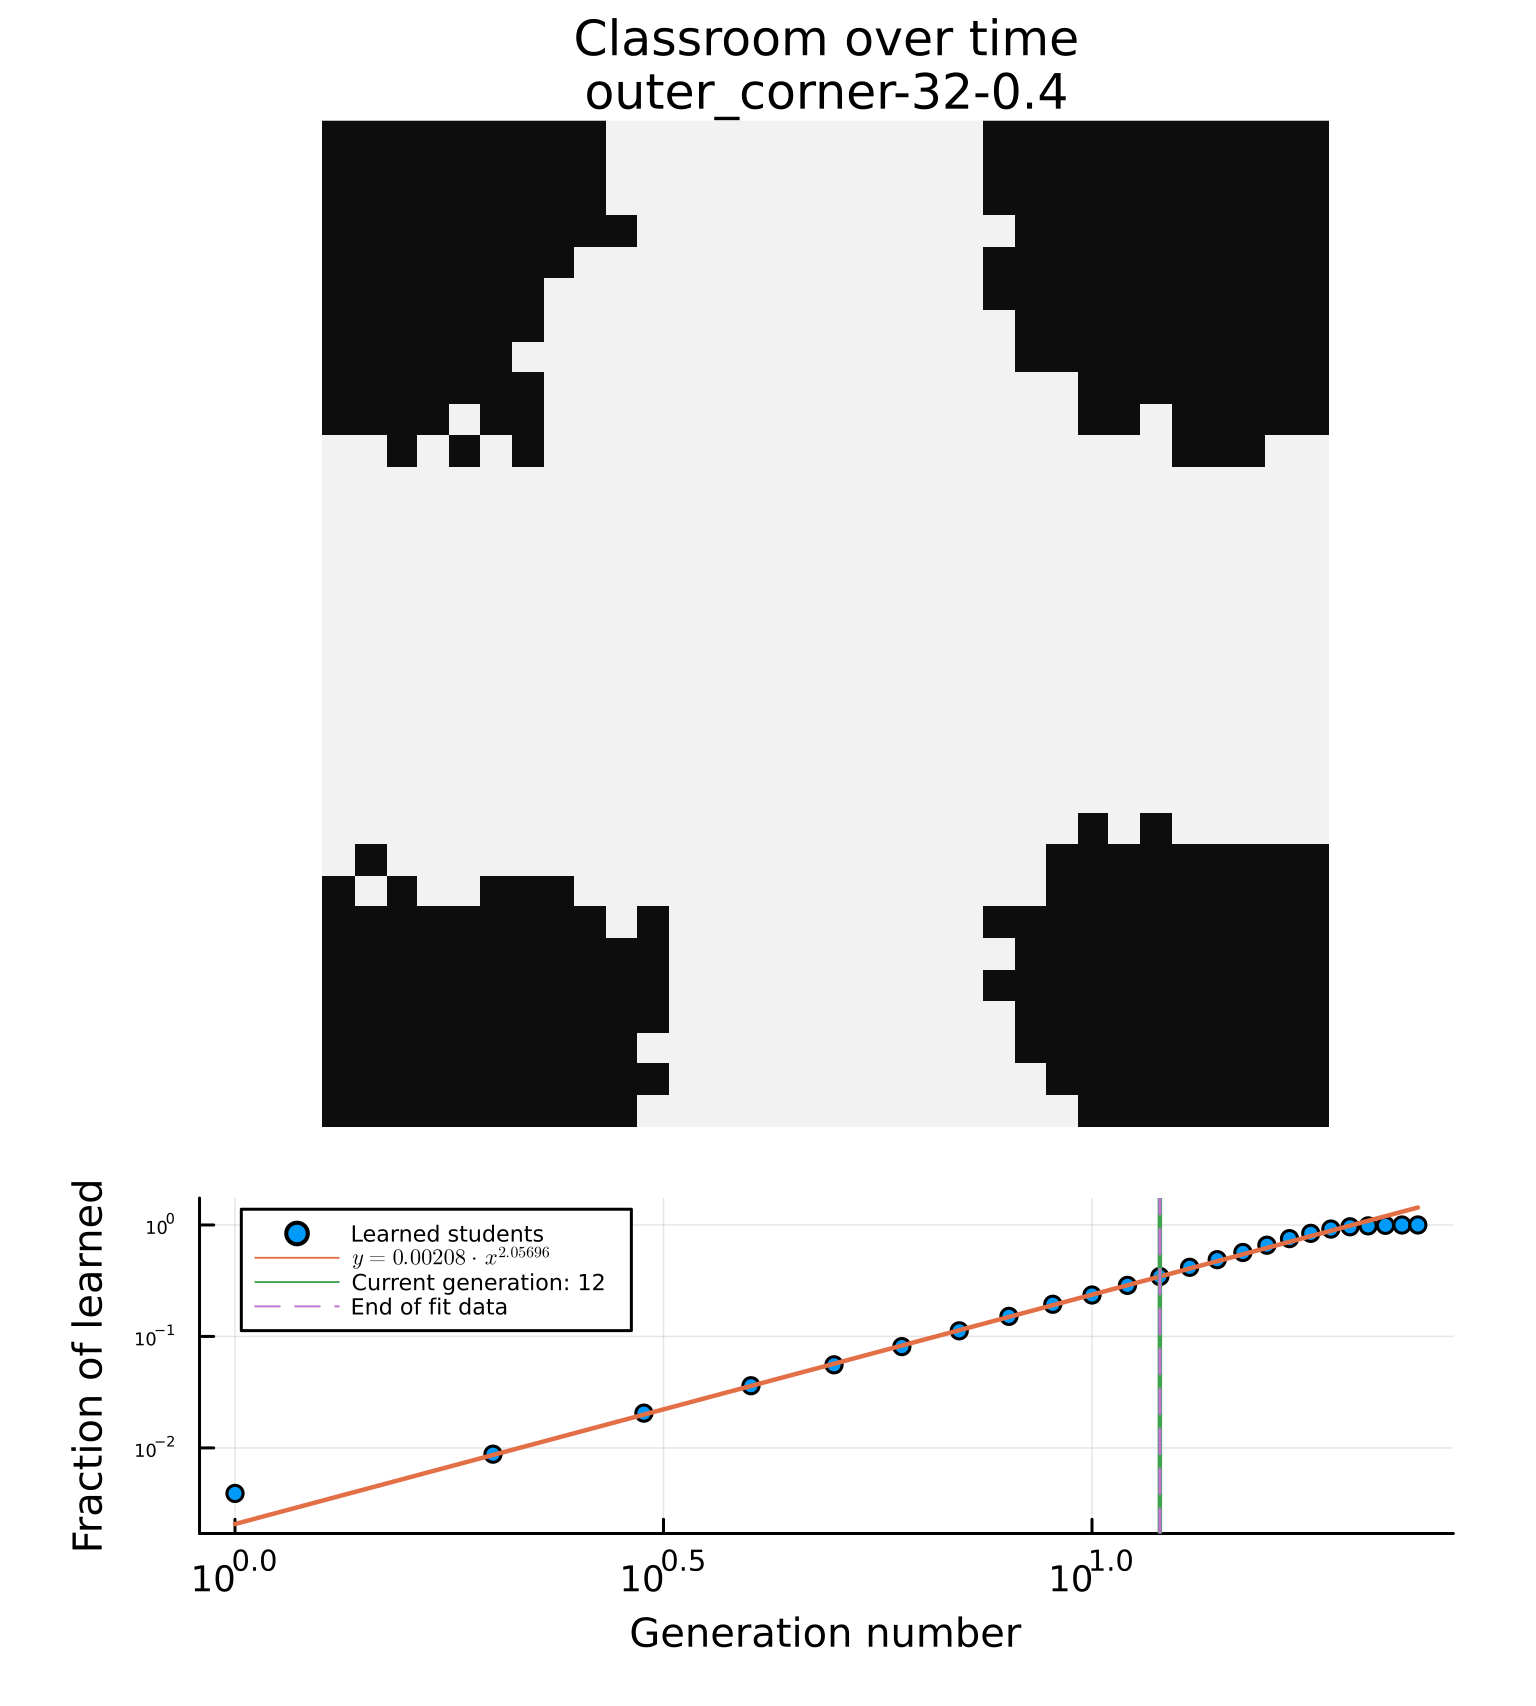 Classroom over time
outer_corner-32-0.4
Fraction of learned
10^0
10^−1
10^−2
Learned students
y = 0.00208 · x^2.05696
Current generation: 12
End of fit data
10^0.0 10^0.5 10^1.0
Generation number